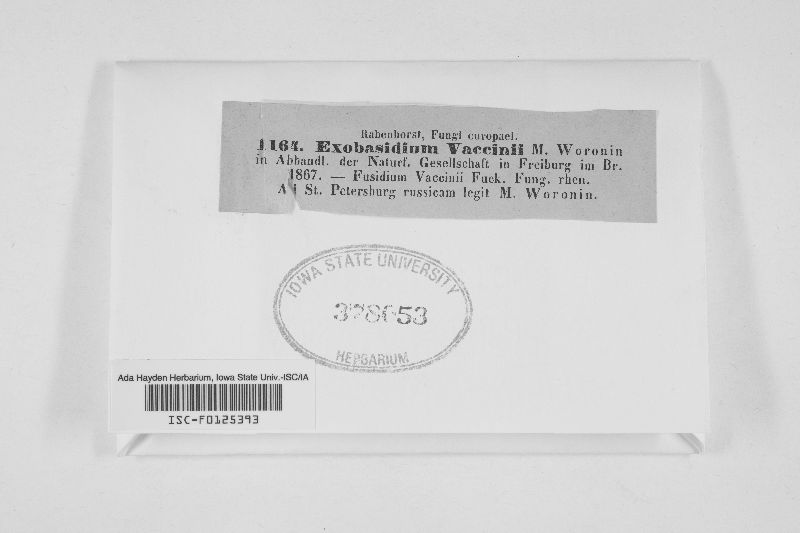 Rabenhorst, Fungi europaei.
1164. Exobasidium Vaccinii M. Woronin
in Abhandl. der Naturf. Gesellschaft in Freiburg im Br.
1867. — Fusidium Vaccinii Fuck. Fung. rhen.
Ad St. Petersburg russicam legit M. Woronin.
IOWA STATE UNIVERSITY
HERBARIUM
Ada Hayden Herbarium, Iowa State Univ.-ISC/IA
ISC-F0125393